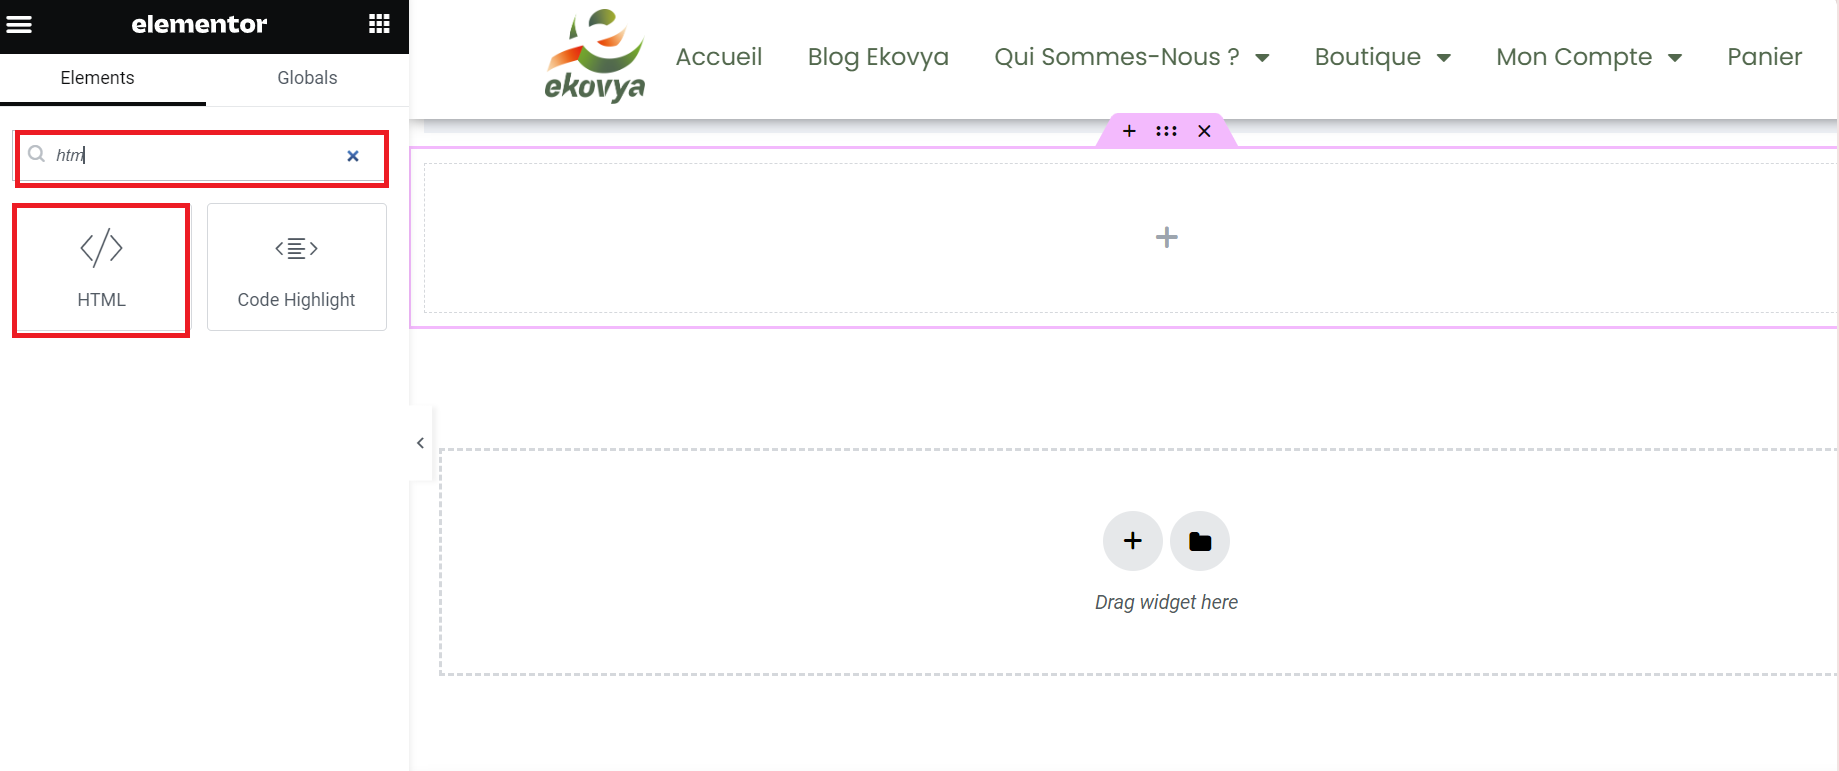 elementor
Elements Globals
htm
HTML
Code Highlight
ekovya
Accueil Blog Ekovya Qui Sommes-Nous ? Boutique Mon Compte Panier
Drag widget here